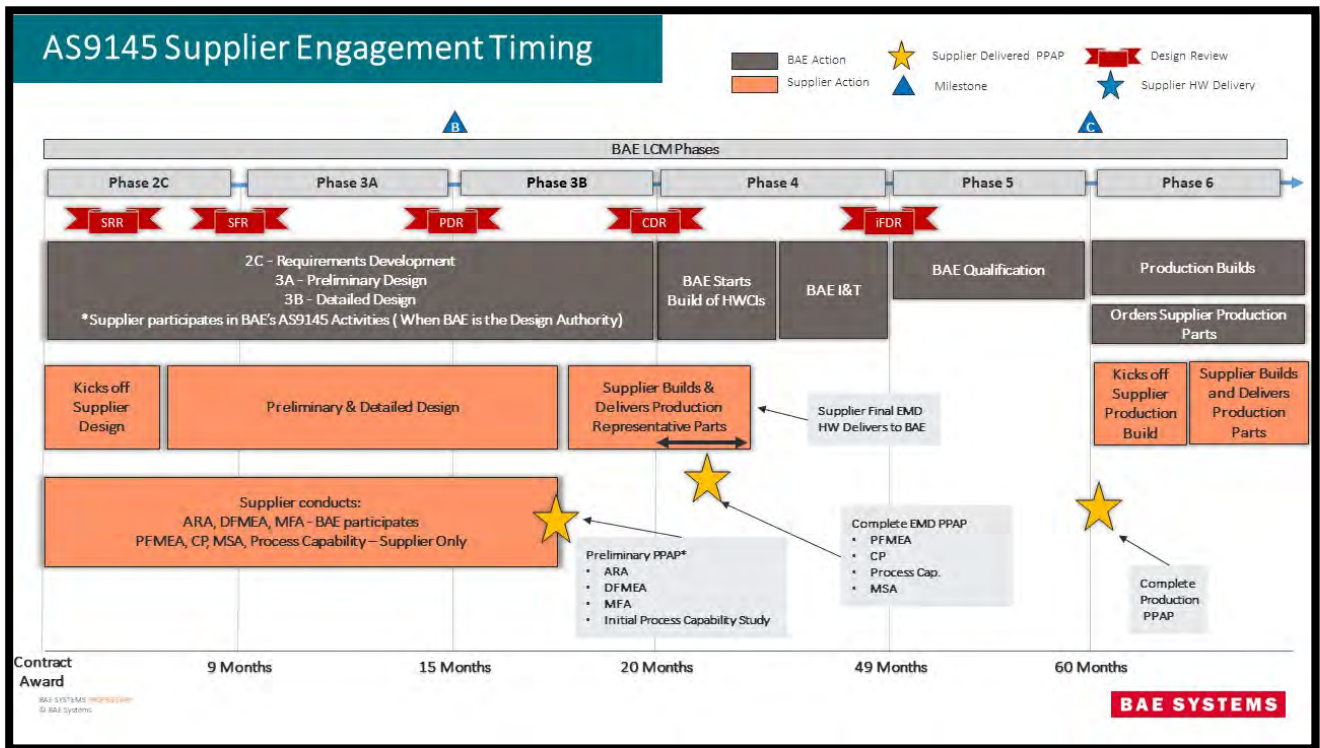 AS9145 Supplier Engagement Timing
BAE Action
Supplier Action
Supplier Delivered PPAP
Milestone
Design Review
Supplier HW Delivery
B
C
BAE LCM Phases
Phase 2C
Phase 3A
Phase 3B
Phase 4
Phase 5
Phase 6
SRR
SFR
PDR
CDR
iFDR
2C - Requirements Development
3A - Preliminary Design
3B - Detailed Design
*Supplier participates in BAE's AS9145 Activities ( When BAE is the Design Authority)
BAE Starts
Build of HWCIs
BAE I&T
BAE Qualification
Production Builds
Orders Supplier Production
Parts
Kicks off
Supplier
Design
Preliminary & Detailed Design
Supplier Builds &
Delivers Production
Representative Parts
Supplier Final EMD
HW Delivers to BAE
Kicks off
Supplier
Production
Build
Supplier Builds
and Delivers
Production
Parts
Supplier conducts:
ARA, DFMEA, MFA - BAE participates
PFMEA, CP, MSA, Process Capability – Supplier Only
Preliminary PPAP*
• ARA
• DFMEA
• MFA
• Initial Process Capability Study
Complete EMD PPAP
• PFMEA
• CP
• Process Cap.
• MSA
Complete
Production
PPAP
Contract
Award
9 Months
15 Months
20 Months
49 Months
60 Months
BAE SYSTEMS PROPRIETARY
© BAE Systems
BAE SYSTEMS